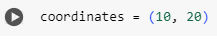 coordinates = (10, 20)